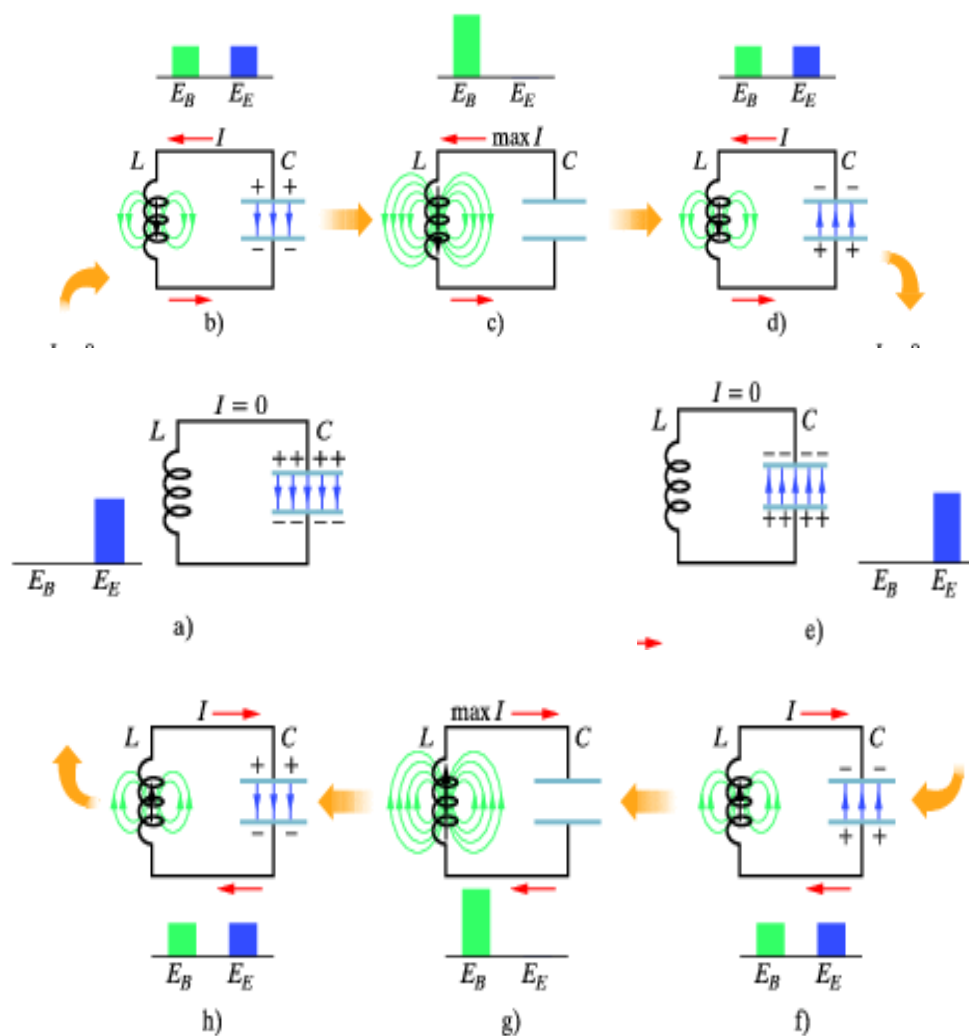 E_B E_E E_B E_E E_B E_E
I max I I
L C L C L C
+ + − −
− − + +
b) c) d)
I = 0 I = 0
L C L C
++++ −−−−
−−−− ++++
E_B E_E E_B E_E
a) e)
I max I I
L C L C L C
+ + − −
− − + +
E_B E_E E_B E_E E_B E_E
h) g) f)